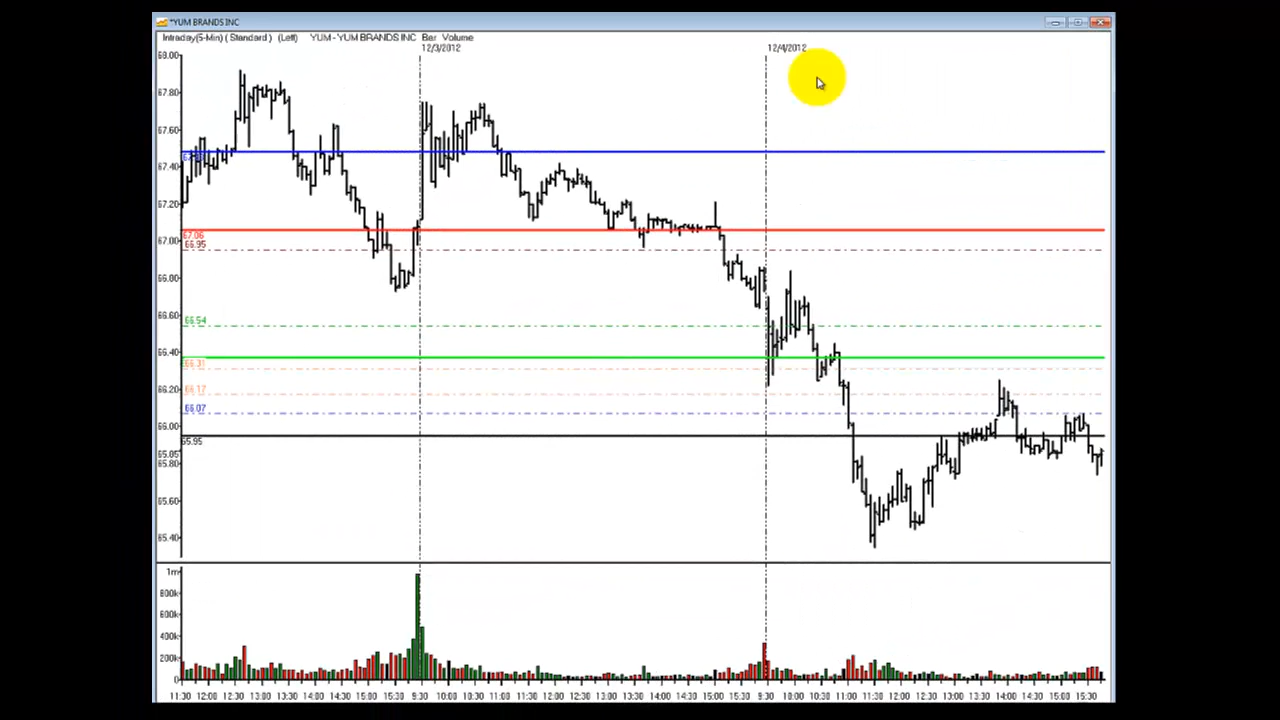 *YUM BRANDS INC
Intraday(5-Min) ( Standard ) (Left) YUM - YUM BRANDS INC Bar Volume
12/3/2012 12/4/2012
68.00
67.80
67.60
67.40
67.20
67.06
67.00
66.95
66.80
66.60
66.54
66.40
66.31
66.20
66.17
66.07
66.00
65.95
65.80
65.60
65.40
1m
800k
600k
400k
200k
0
11:30 12:00 12:30 13:00 13:30 14:00 14:30 15:00 15:30 9:30 10:00 10:30 11:00 11:30 12:00 12:30 13:00 13:30 14:00 14:30 15:00 15:30 9:30 10:00 10:30 11:00 11:30 12:00 12:30 13:00 13:30 14:00 14:30 15:00 15:30